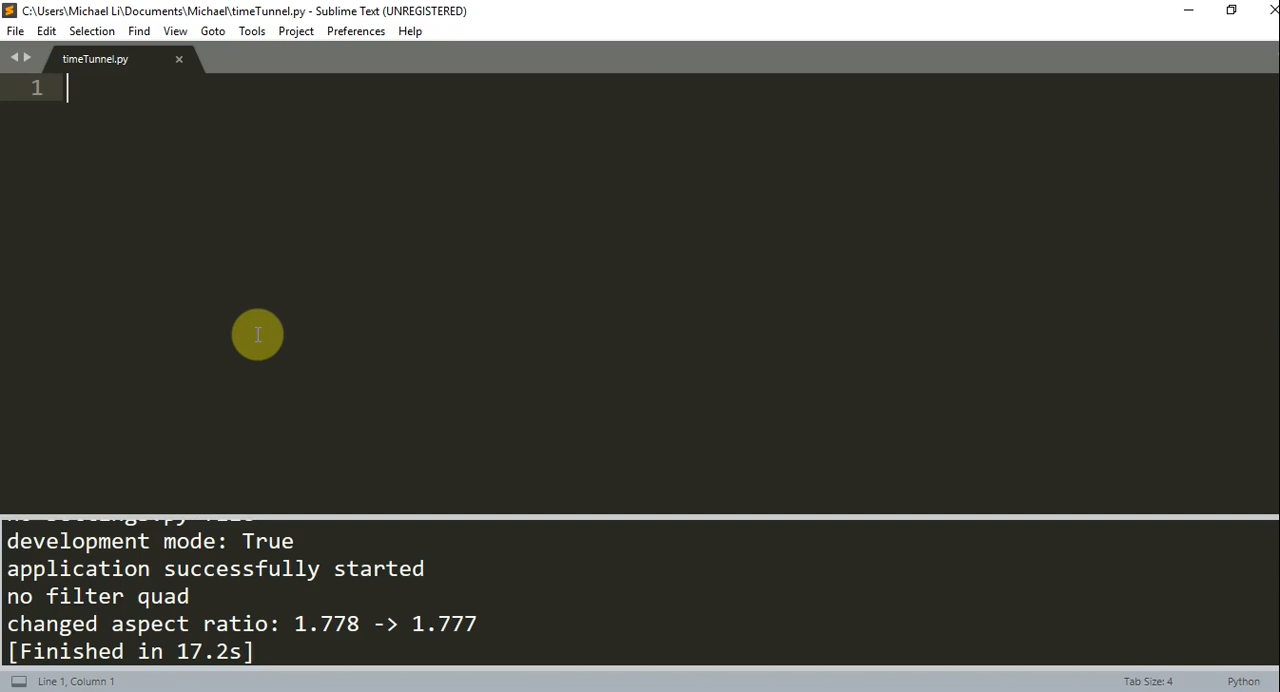 C:\Users\Michael Li\Documents\Michael\timeTunnel.py - Sublime Text (UNREGISTERED)
File Edit Selection Find View Goto Tools Project Preferences Help
timeTunnel.py
1
development mode: True
application successfully started
no filter quad
changed aspect ratio: 1.778 -> 1.777
[Finished in 17.2s]
Line 1, Column 1 Tab Size: 4 Python